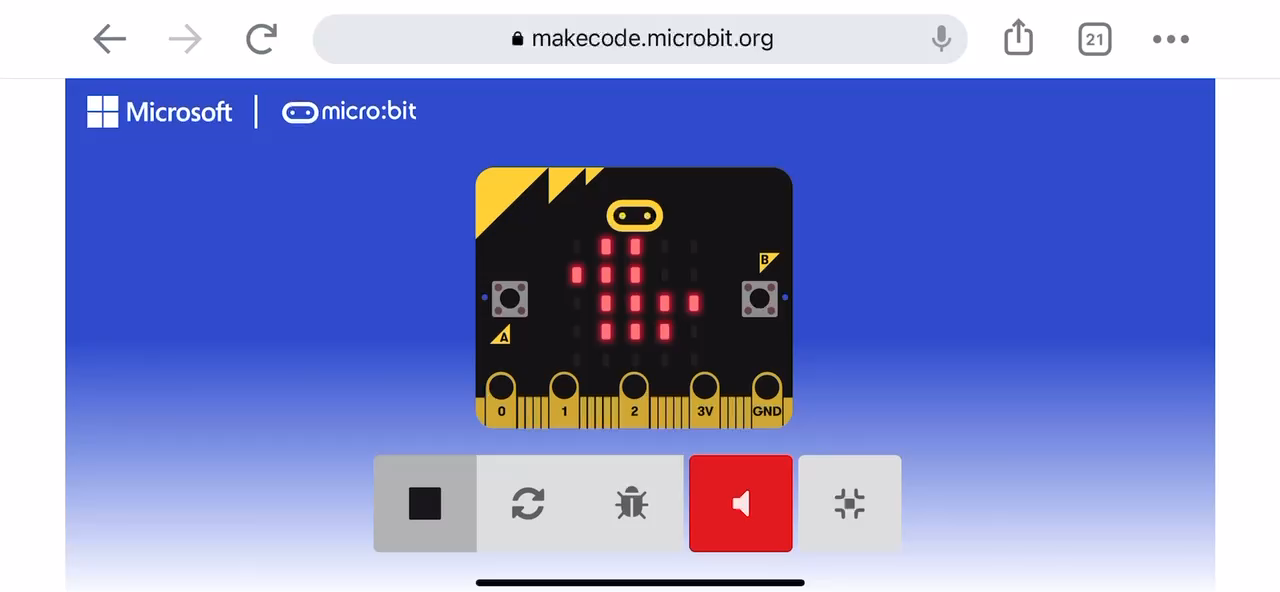 makecode.microbit.org
21
Microsoft | micro:bit
B
A
0 1 2 3V GND